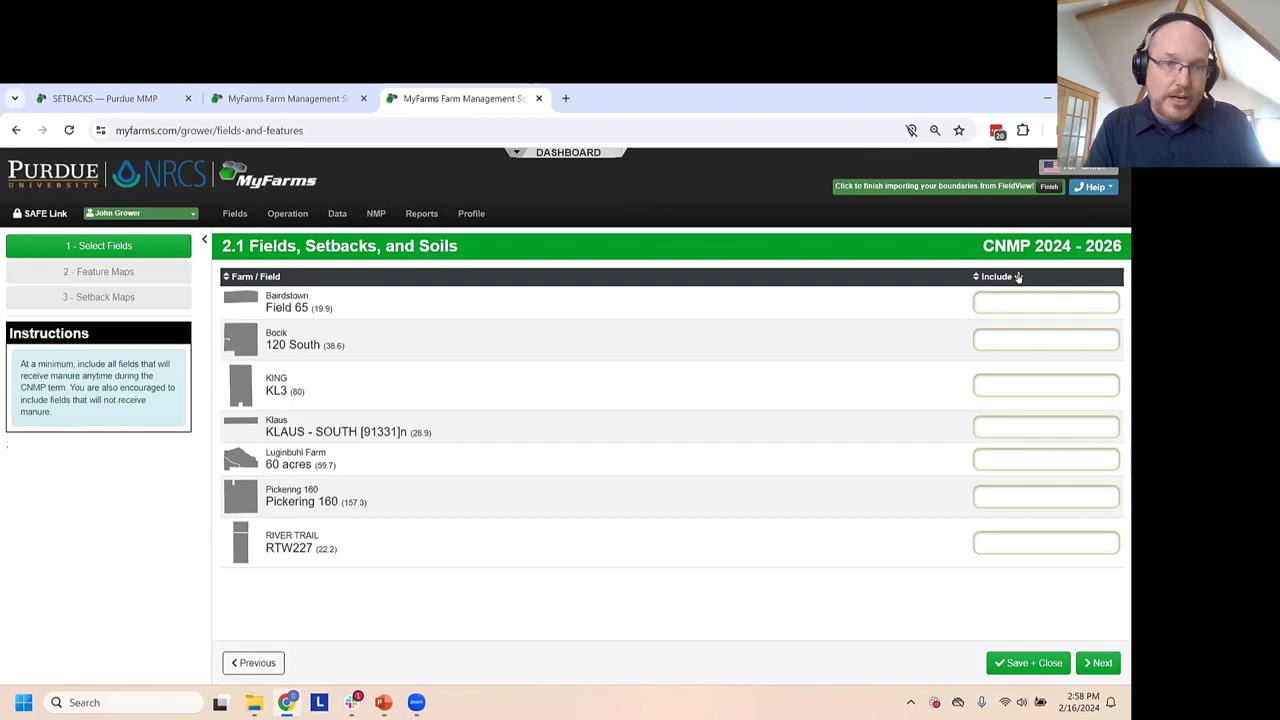 SETBACKS — Purdue MMP
MyFarms Farm Management So
MyFarms Farm Management So
myfarms.com/grower/fields-and-features
20
DASHBOARD
PURDUE UNIVERSITY
NRCS
MyFarms
Click to finish importing your boundaries from FieldView! Finish
Help
SAFE Link
John Grower
Fields
Operation
Data
NMP
Reports
Profile
1 - Select Fields
2 - Feature Maps
3 - Setback Maps
Instructions
At a minimum, include all fields that will
receive manure anytime during the
CNMP term. You are also encouraged to
include fields that will not receive
manure.
;
2.1 Fields, Setbacks, and Soils
CNMP 2024 - 2026
Farm / Field
Include
Bairdstown
Field 65 (19.9)
Bocik
120 South (38.6)
KING
KL3 (80)
Klaus
KLAUS - SOUTH [91331]n (28.9)
Luginbuhl Farm
60 acres (59.7)
Pickering 160
Pickering 160 (157.3)
RIVER TRAIL
RTW227 (22.2)
Previous
Save + Close
Next
Search
L
1
zoom
2:58 PM
2/16/2024